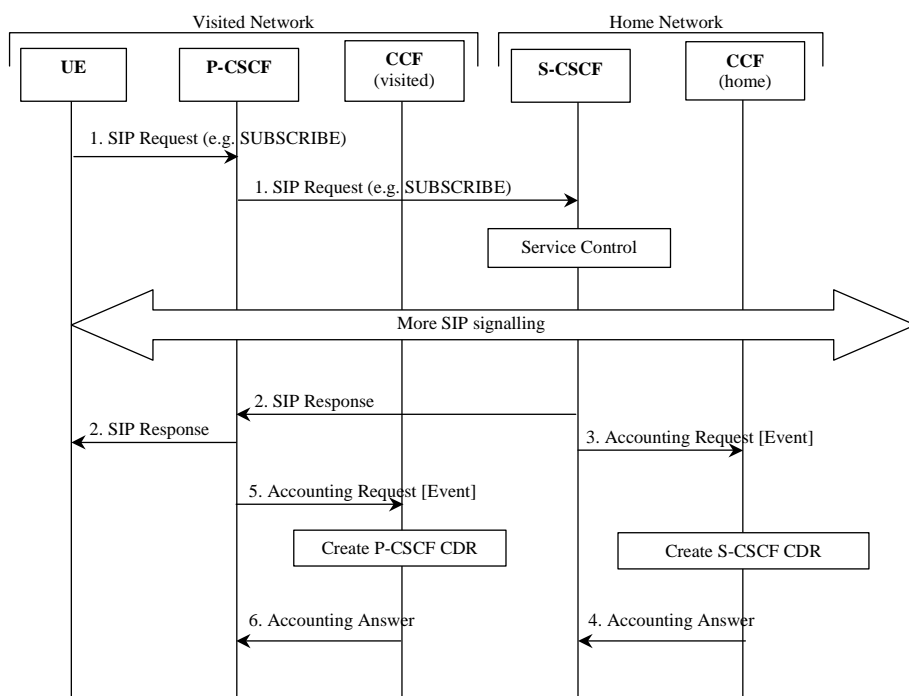 Visited Network
Home Network
UE
P-CSCF
CCF
(visited)
S-CSCF
CCF
(home)
1. SIP Request (e.g. SUBSCRIBE)
1. SIP Request (e.g. SUBSCRIBE)
Service Control
More SIP signalling
2. SIP Response
2. SIP Response
3. Accounting Request [Event]
5. Accounting Request [Event]
Create P-CSCF CDR
Create S-CSCF CDR
6. Accounting Answer
4. Accounting Answer